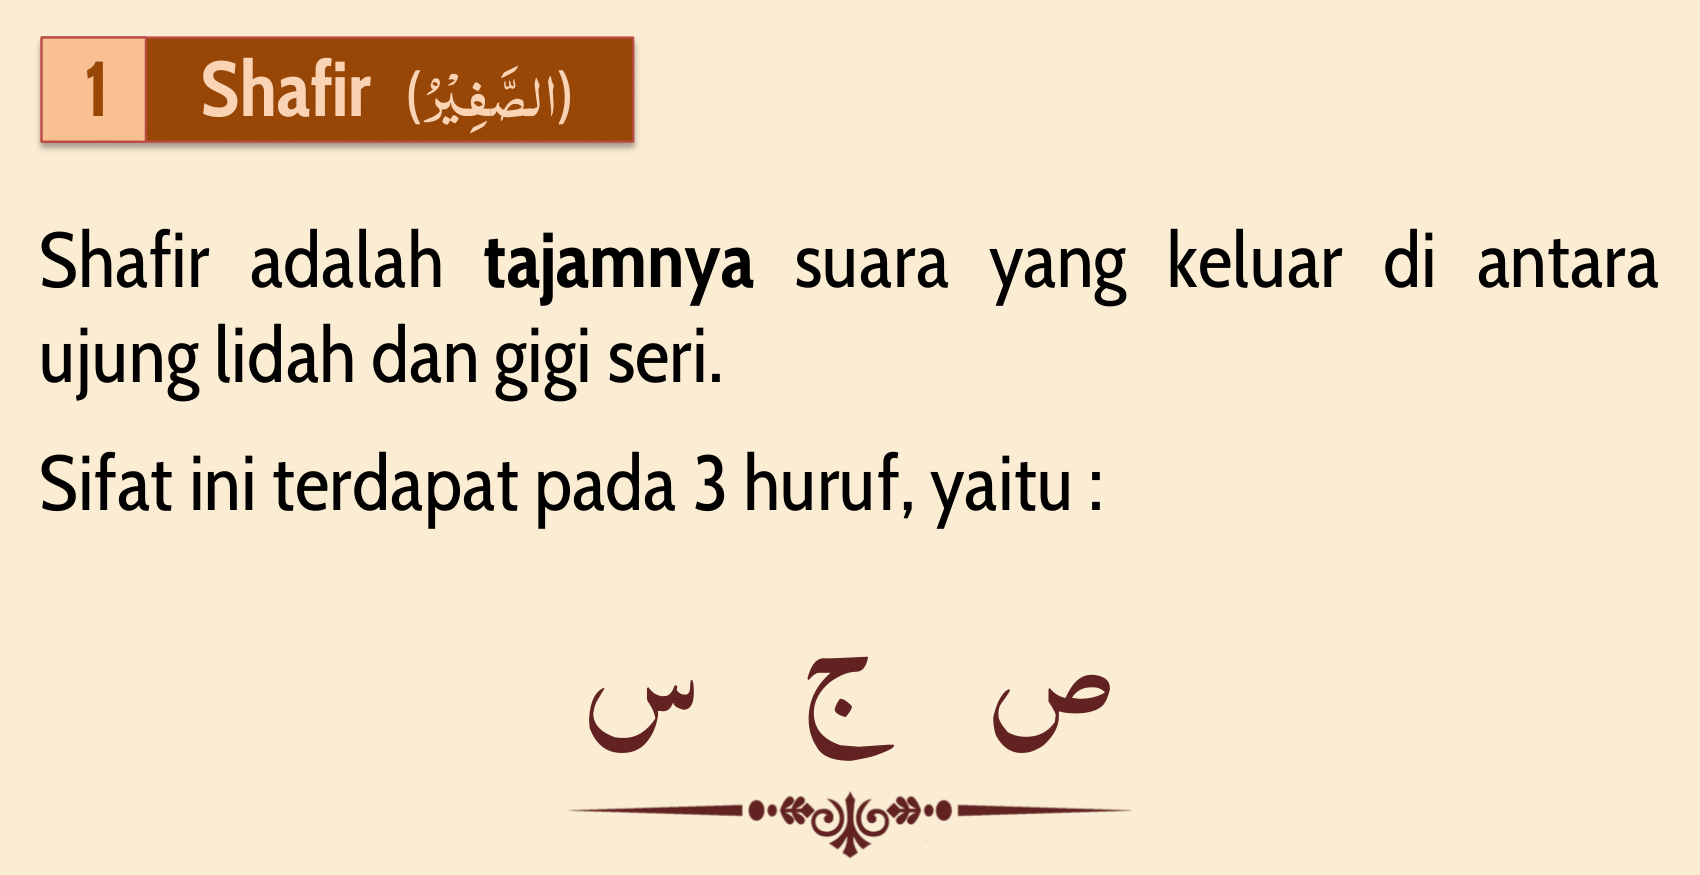 1 Shafir (الصَّفِيْرُ)
Shafir adalah tajamnya suara yang keluar di antara
ujung lidah dan gigi seri.
Sifat ini terdapat pada 3 huruf, yaitu :
ص ج س